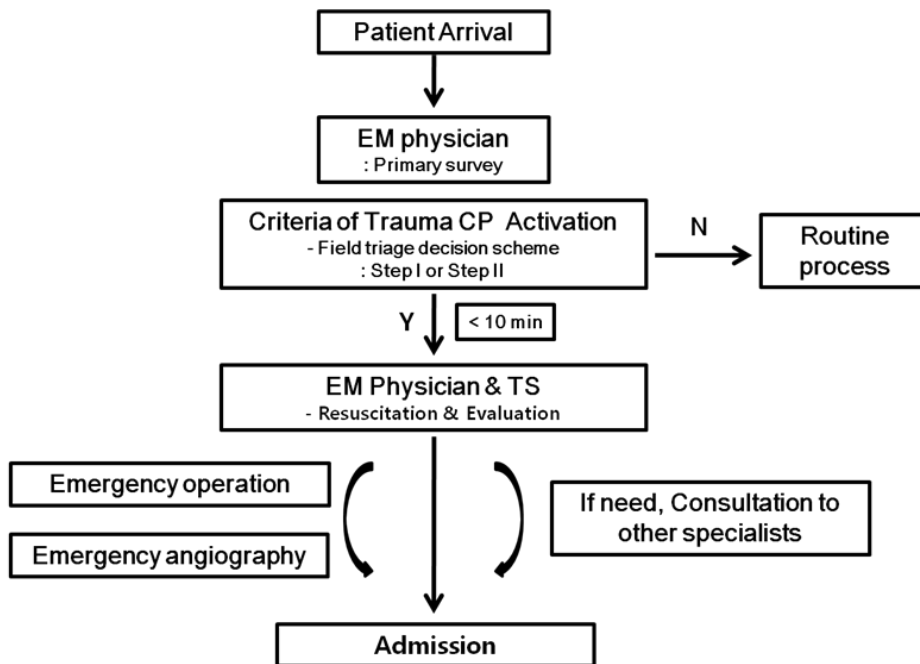 Patient Arrival
EM physician
: Primary survey
Criteria of Trauma CP Activation
- Field triage decision scheme
: Step I or Step II
N
Routine
process
Y
< 10 min
EM Physician & TS
- Resuscitation & Evaluation
Emergency operation
Emergency angiography
If need, Consultation to
other specialists
Admission